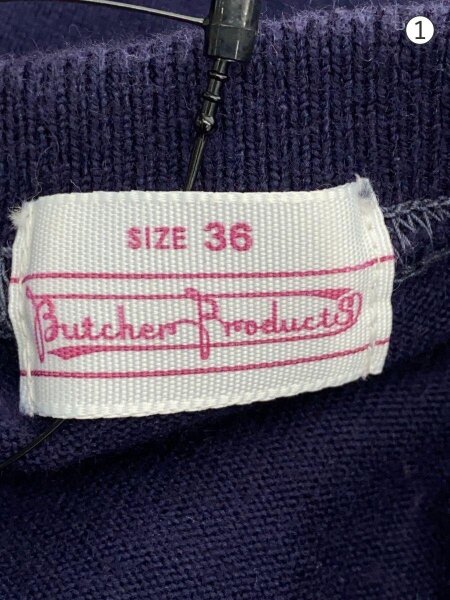 ①
SIZE 36
Butcher Products